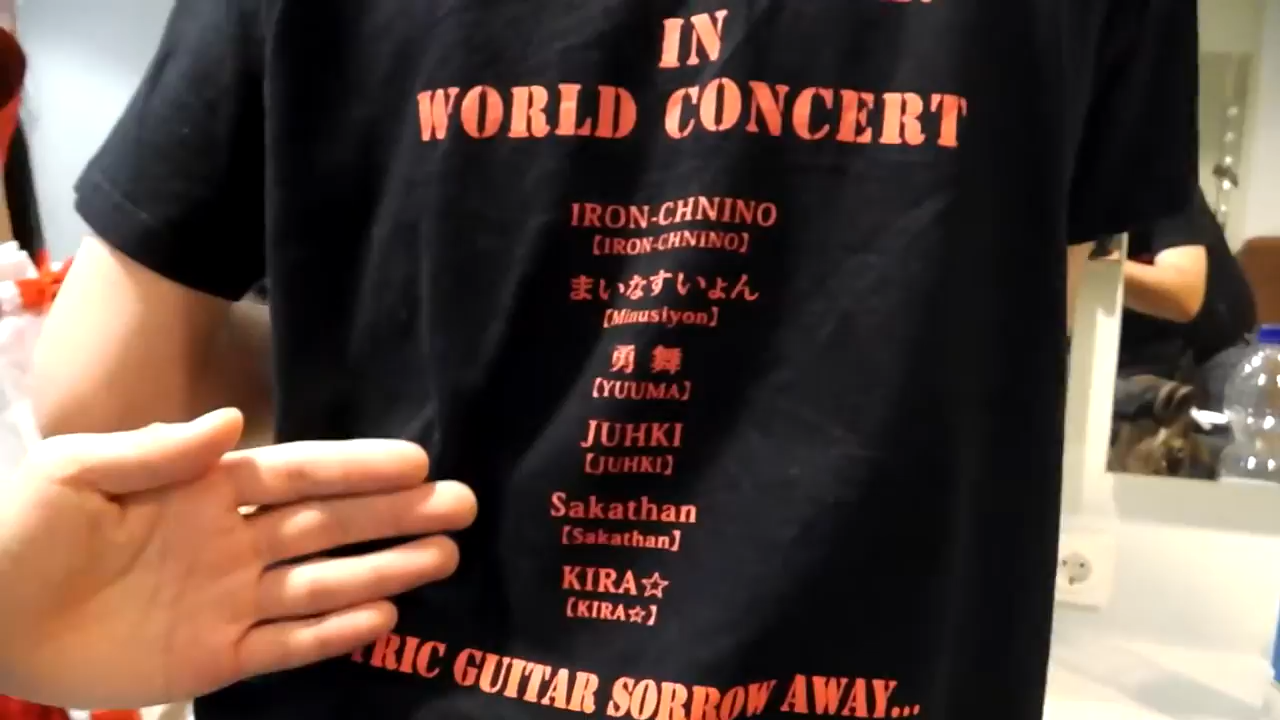 IN
WORLD CONCERT
IRON-CHNINO
【IRON-CHNINO】
まいなすいょん
【Minusiyon】
勇舞
【YUUMA】
JUHKI
【JUHKI】
Sakathan
【Sakathan】
KIRA☆
【KIRA☆】
TRIC GUITAR SORROW AWAY...